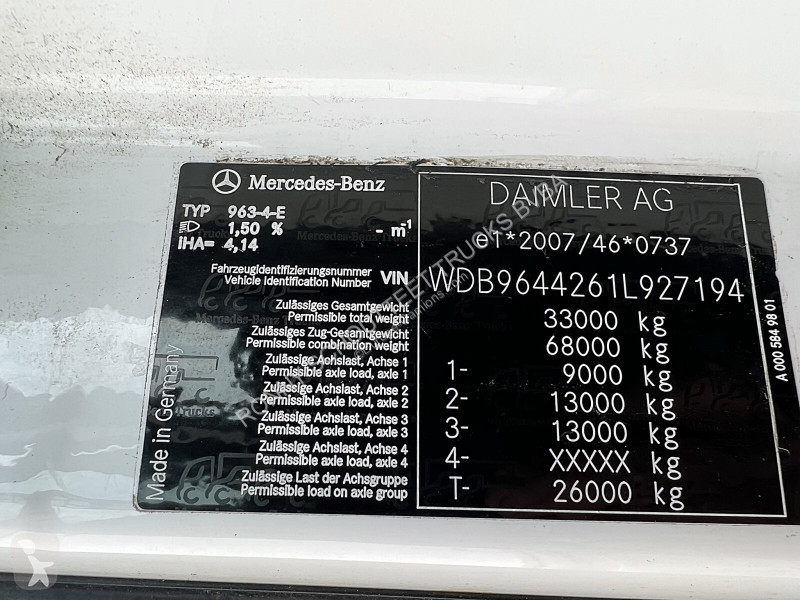 Mercedes-Benz
DAIMLER AG
TYP 963-4-E
1,50 % - m-1
IHA= 4,14
e1*2007/46*0737
Fahrzeugidentifizierungsnummer
Vehicle Identification Number VIN WDB9644261L927194
Zulässiges Gesamtgewicht
Permissible total weight 33000 kg
Zulässiges Zug-Gesamtgewicht
Permissible combination weight 68000 kg
Zulässige Achslast, Achse 1
Permissible axle load, axle 1 1- 9000 kg
Zulässige Achslast, Achse 2
Permissible axle load, axle 2 2- 13000 kg
Zulässige Achslast, Achse 3
Permissible axle load, axle 3 3- 13000 kg
Zulässige Achslast, Achse 4
Permissible axle load, axle 4 4- XXXXX kg
Zulässige Last der Achsgruppe
Permissible load on axle group T- 26000 kg
Made in Germany
A 000 584 98 01